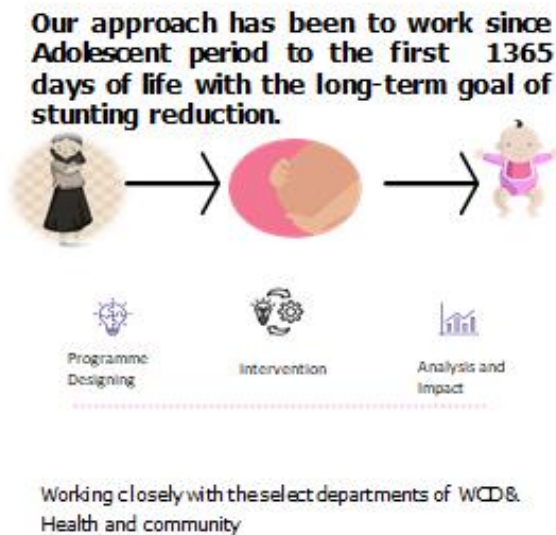 Our approach has been to work since
Adolescent period to the first 1365
days of life with the long-term goal of
stunting reduction.
Programme
Designing
Intervention
Analysis and
Impact
Working closely with the select departments of WCD &
Health and community